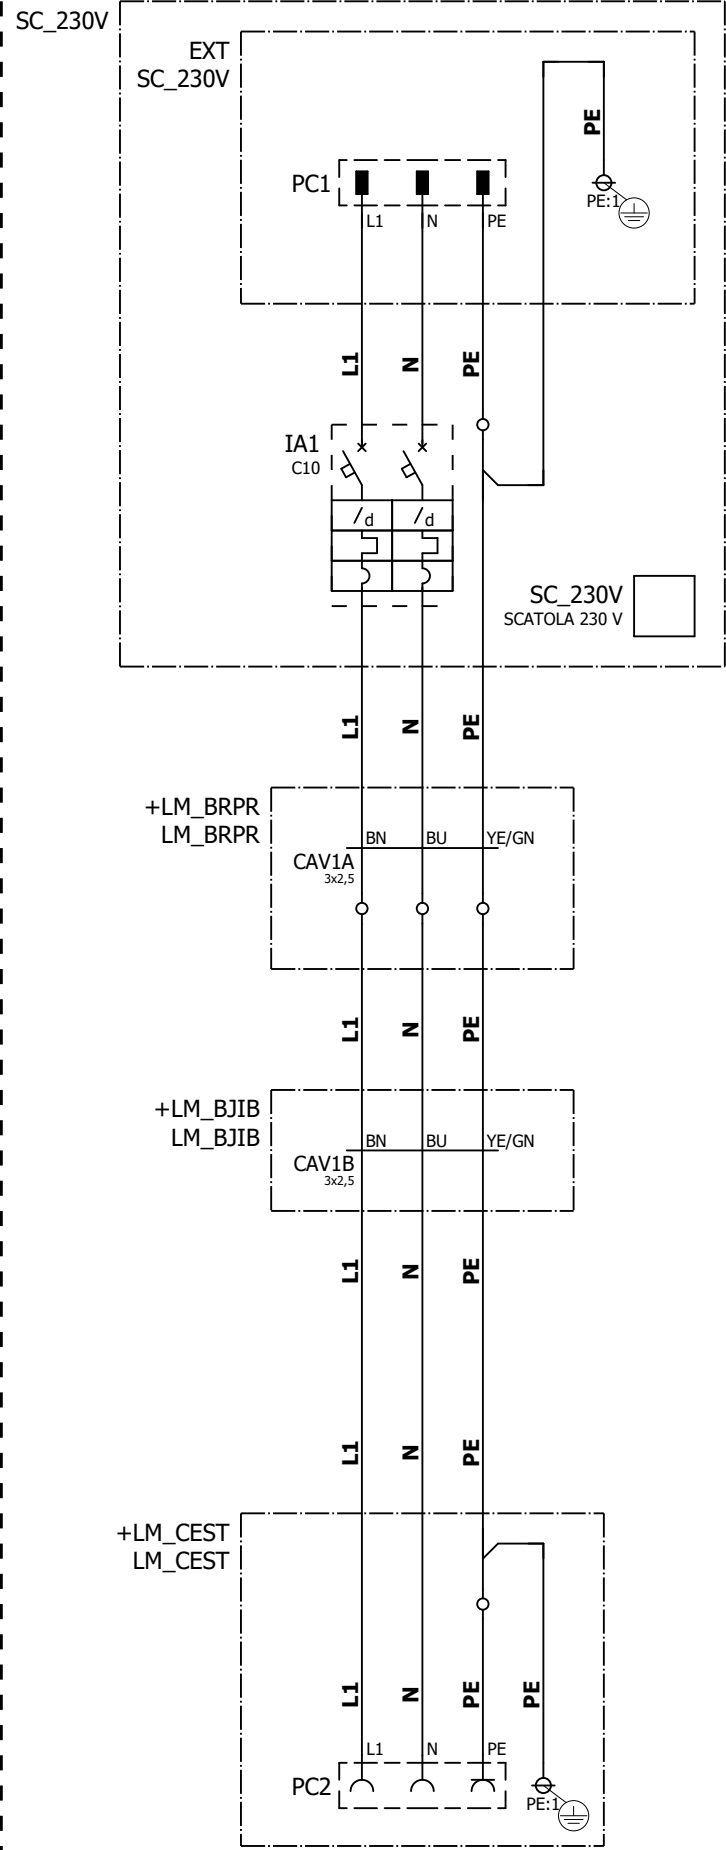 SC_230V
EXT
SC_230V
PE
PC1
PE:1
L1 N PE
L1 N PE
IA1
C10
/d /d
SC_230V
SCATOLA 230 V
L1 N PE
+LM_BRPR
LM_BRPR
BN BU YE/GN
CAV1A
3x2,5
L1 N PE
+LM_BJIB
LM_BJIB
BN BU YE/GN
CAV1B
3x2,5
L1 N PE
L1 N PE
+LM_CEST
LM_CEST
L1 N PE PE
L1 N PE
PC2
PE:1